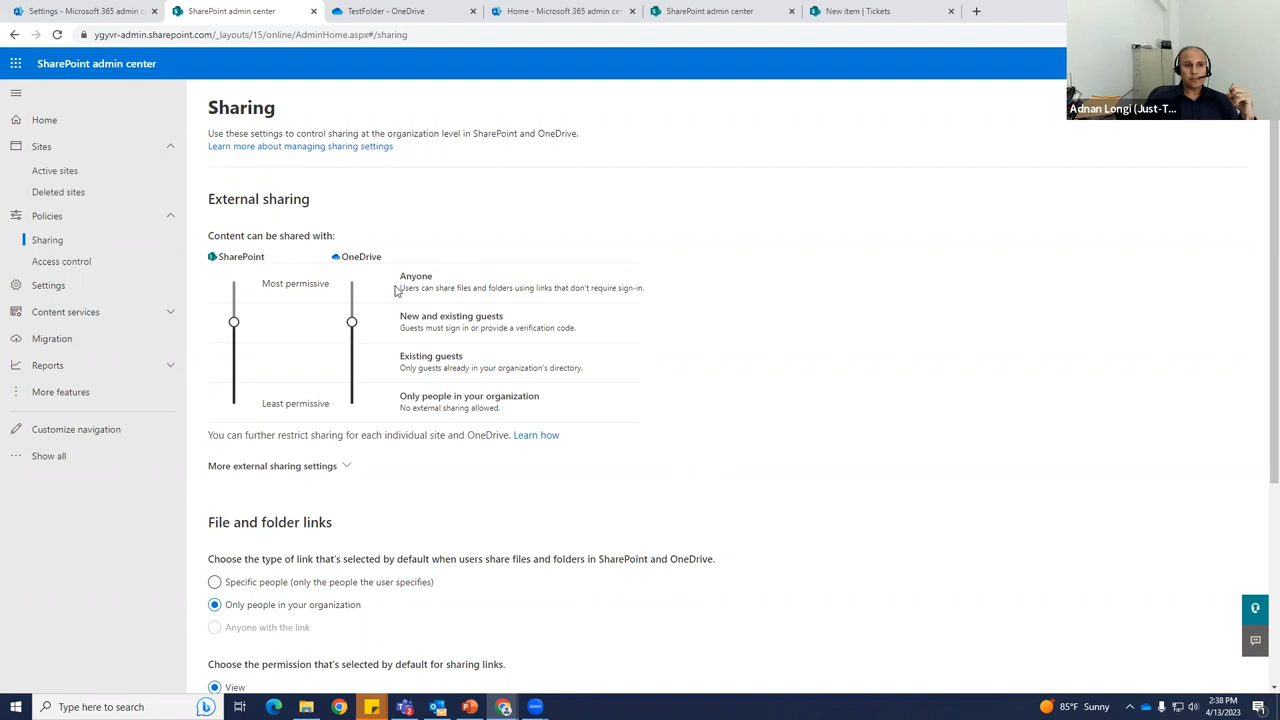 Settings - Microsoft 365 admin c
SharePoint admin center
TestFolder - OneDrive
Home - Microsoft 365 admin cen
SharePoint admin center
New item | Tickets
ygyvr-admin.sharepoint.com/_layouts/15/online/AdminHome.aspx#/sharing
SharePoint admin center
Adnan Longi (Just-T...
Home
Sites
Active sites
Deleted sites
Policies
Sharing
Access control
Settings
Content services
Migration
Reports
More features
Customize navigation
Show all
Sharing
Use these settings to control sharing at the organization level in SharePoint and OneDrive.
Learn more about managing sharing settings
External sharing
Content can be shared with:
SharePoint OneDrive
Most permissive
Least permissive
Anyone
Users can share files and folders using links that don't require sign-in.
New and existing guests
Guests must sign in or provide a verification code.
Existing guests
Only guests already in your organization's directory.
Only people in your organization
No external sharing allowed.
You can further restrict sharing for each individual site and OneDrive. Learn how
More external sharing settings
File and folder links
Choose the type of link that's selected by default when users share files and folders in SharePoint and OneDrive.
Specific people (only the people the user specifies)
Only people in your organization
Anyone with the link
Choose the permission that's selected by default for sharing links.
View
Type here to search
85°F Sunny
2:38 PM
4/13/2023